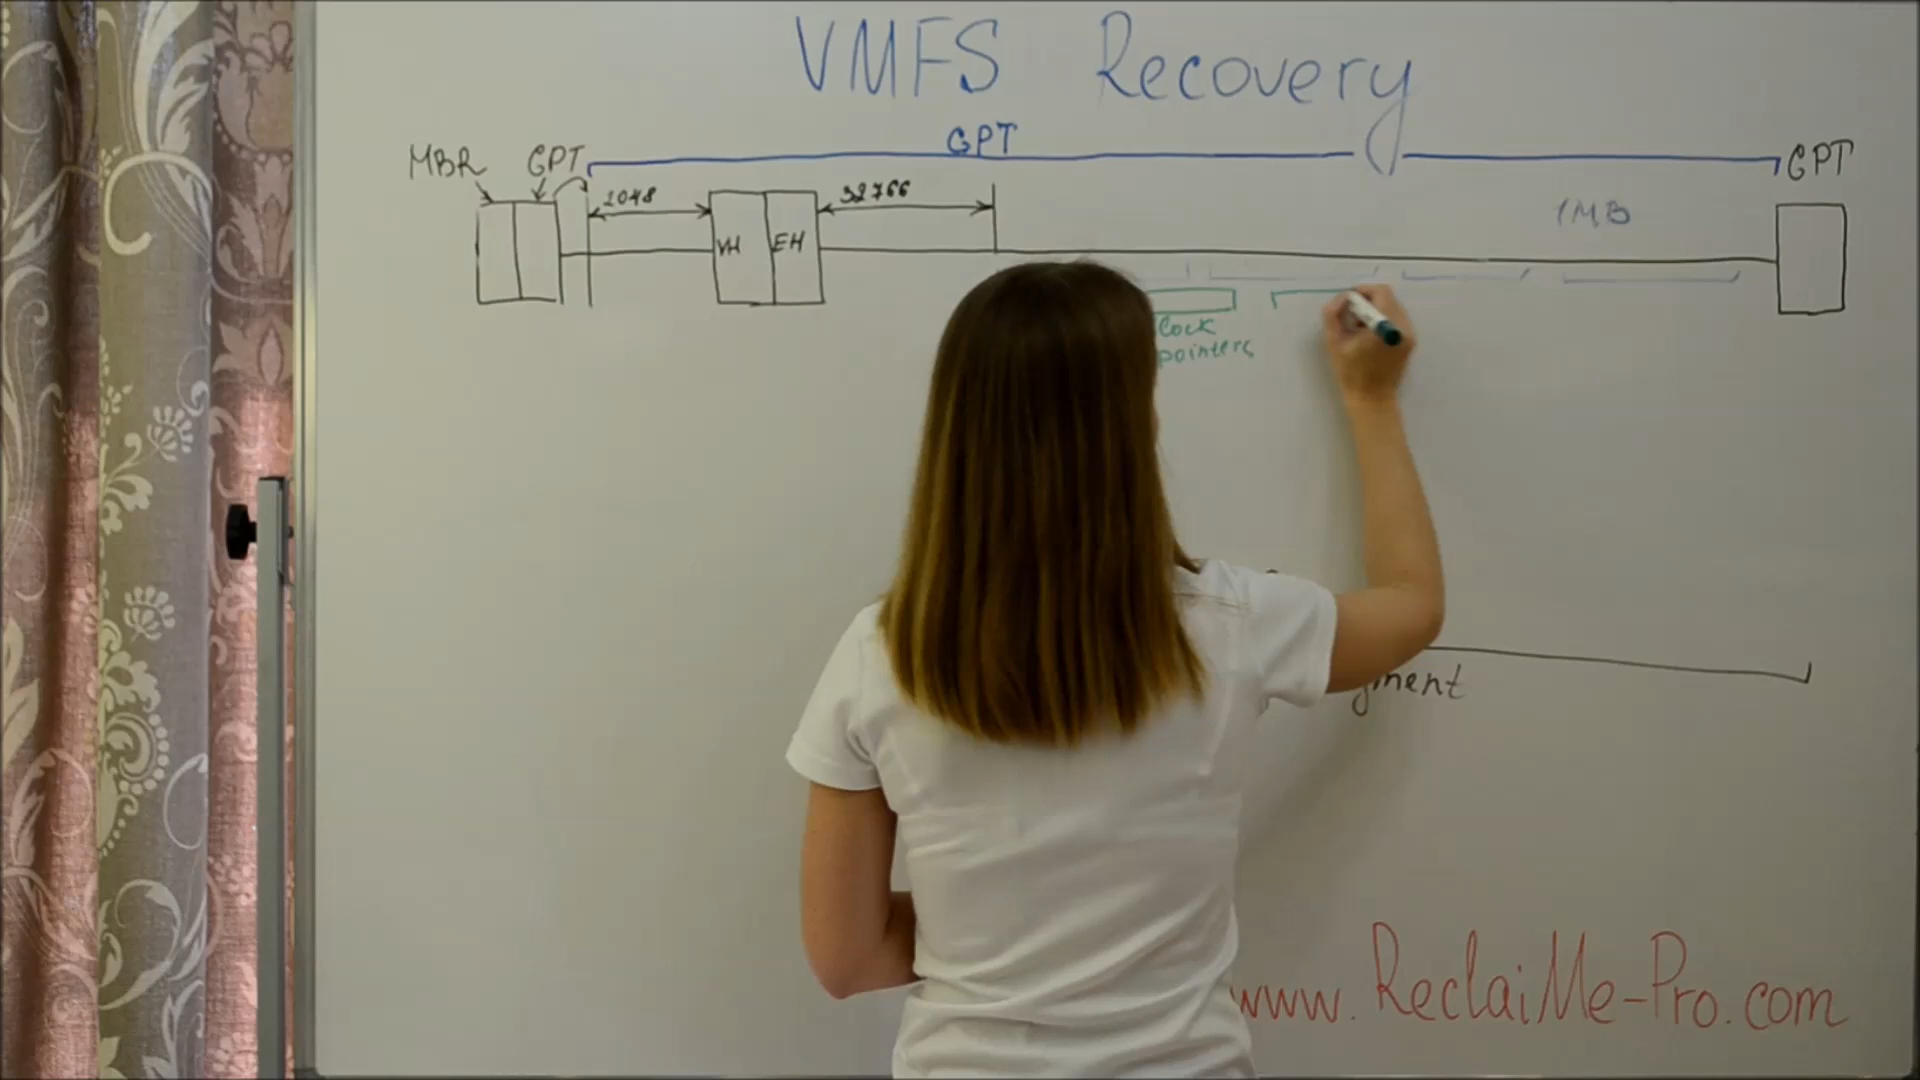 VMFS Recovery
GPT
MBR GPT
GPT
2048
32766
1MB
VH EH
pointers
www.ReclaiMe-Pro.com